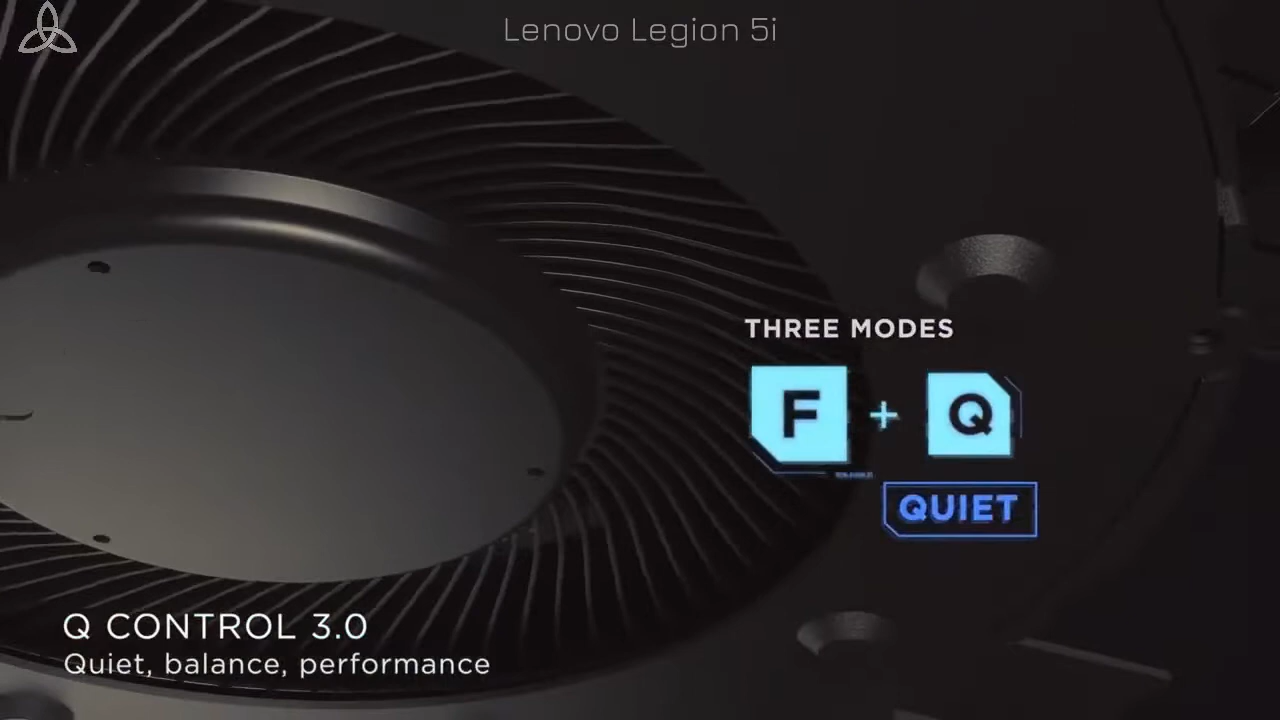 Lenovo Legion 5i
THREE MODES
F + Q
QUIET
Q CONTROL 3.0
Quiet, balance, performance